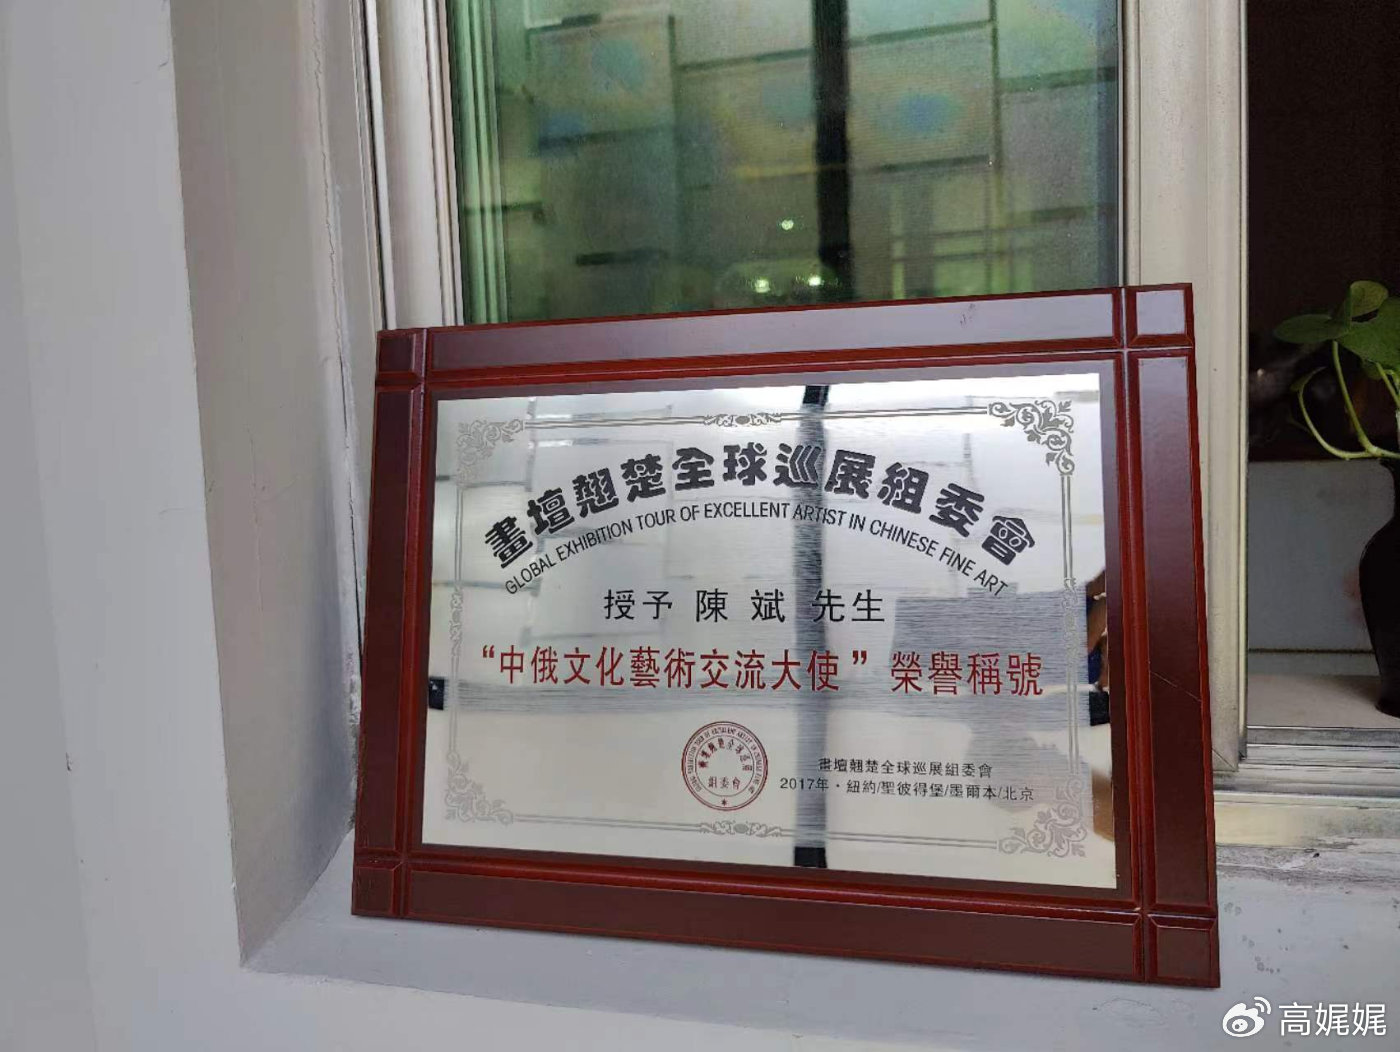 畫壇翹楚全球巡展組委會
GLOBAL EXHIBITION TOUR OF EXCELLENT ARTIST IN CHINESE FINE ART
授予 陳 斌 先生
“中俄文化藝術交流大使” 榮譽稱號
組委會
畫壇翹楚全球巡展組委會
2017年·紐約/聖彼得堡/墨爾本/北京
高娓娓